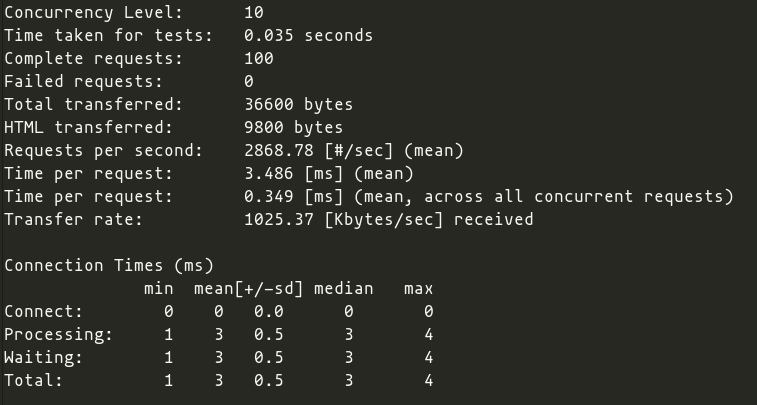 Concurrency Level:      10
Time taken for tests:   0.035 seconds
Complete requests:      100
Failed requests:        0
Total transferred:      36600 bytes
HTML transferred:       9800 bytes
Requests per second:    2868.78 [#/sec] (mean)
Time per request:       3.486 [ms] (mean)
Time per request:       0.349 [ms] (mean, across all concurrent requests)
Transfer rate:          1025.37 [Kbytes/sec] received

Connection Times (ms)
              min  mean[+/-sd] median   max
Connect:        0    0   0.0      0       0
Processing:     1    3   0.5      3       4
Waiting:        1    3   0.5      3       4
Total:          1    3   0.5      3       4